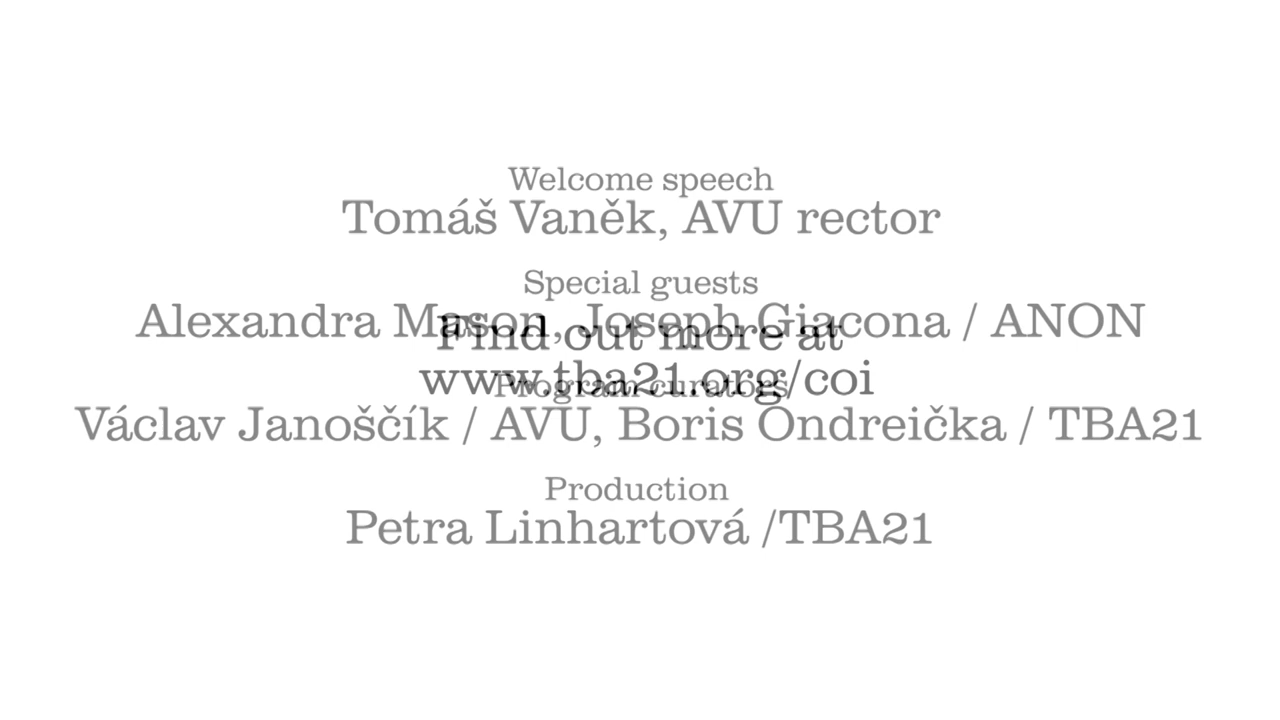 Welcome speech
Tomáš Vaněk, AVU rector
Special guests
Alexandra Mason, Joseph Giacona / ANON
Find out more at
www.tba21.org/coi
Program curators
Václav Janoščík / AVU, Boris Ondreička / TBA21
Production
Petra Linhartová /TBA21